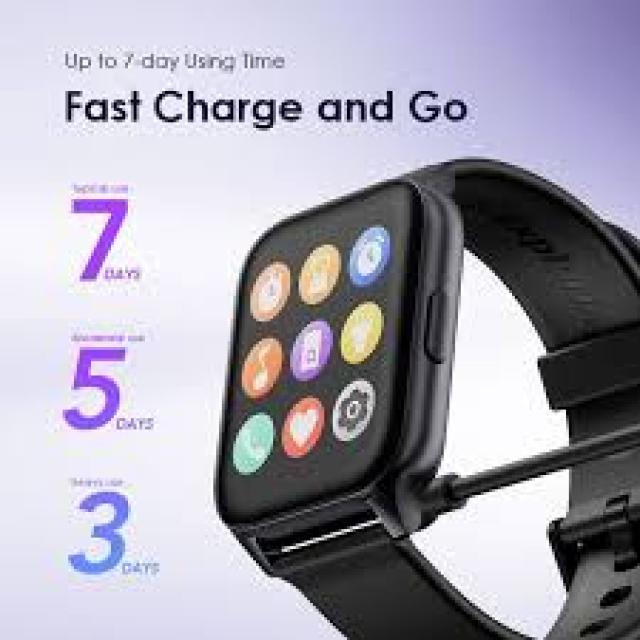 Up to 7-day Using Time
Fast Charge and Go
7
DAYS
5
DAYS
3
DAYS